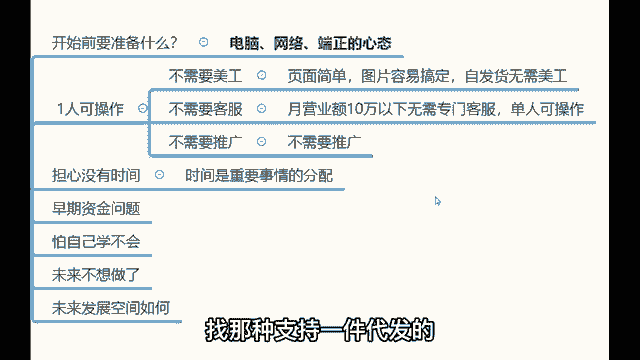 开始前要准备什么？ 电脑、网络、端正的心态
不需要美工 页面简单，图片容易搞定，自发货无需美工
1人可操作 不需要客服 月营业额10万以下无需专门客服，单人可操作
不需要推广 不需要推广
担心没有时间 时间是重要事情的分配
早期资金问题
怕自己学不会
未来不想做了
未来发展空间如何
找那种支持一件代发的